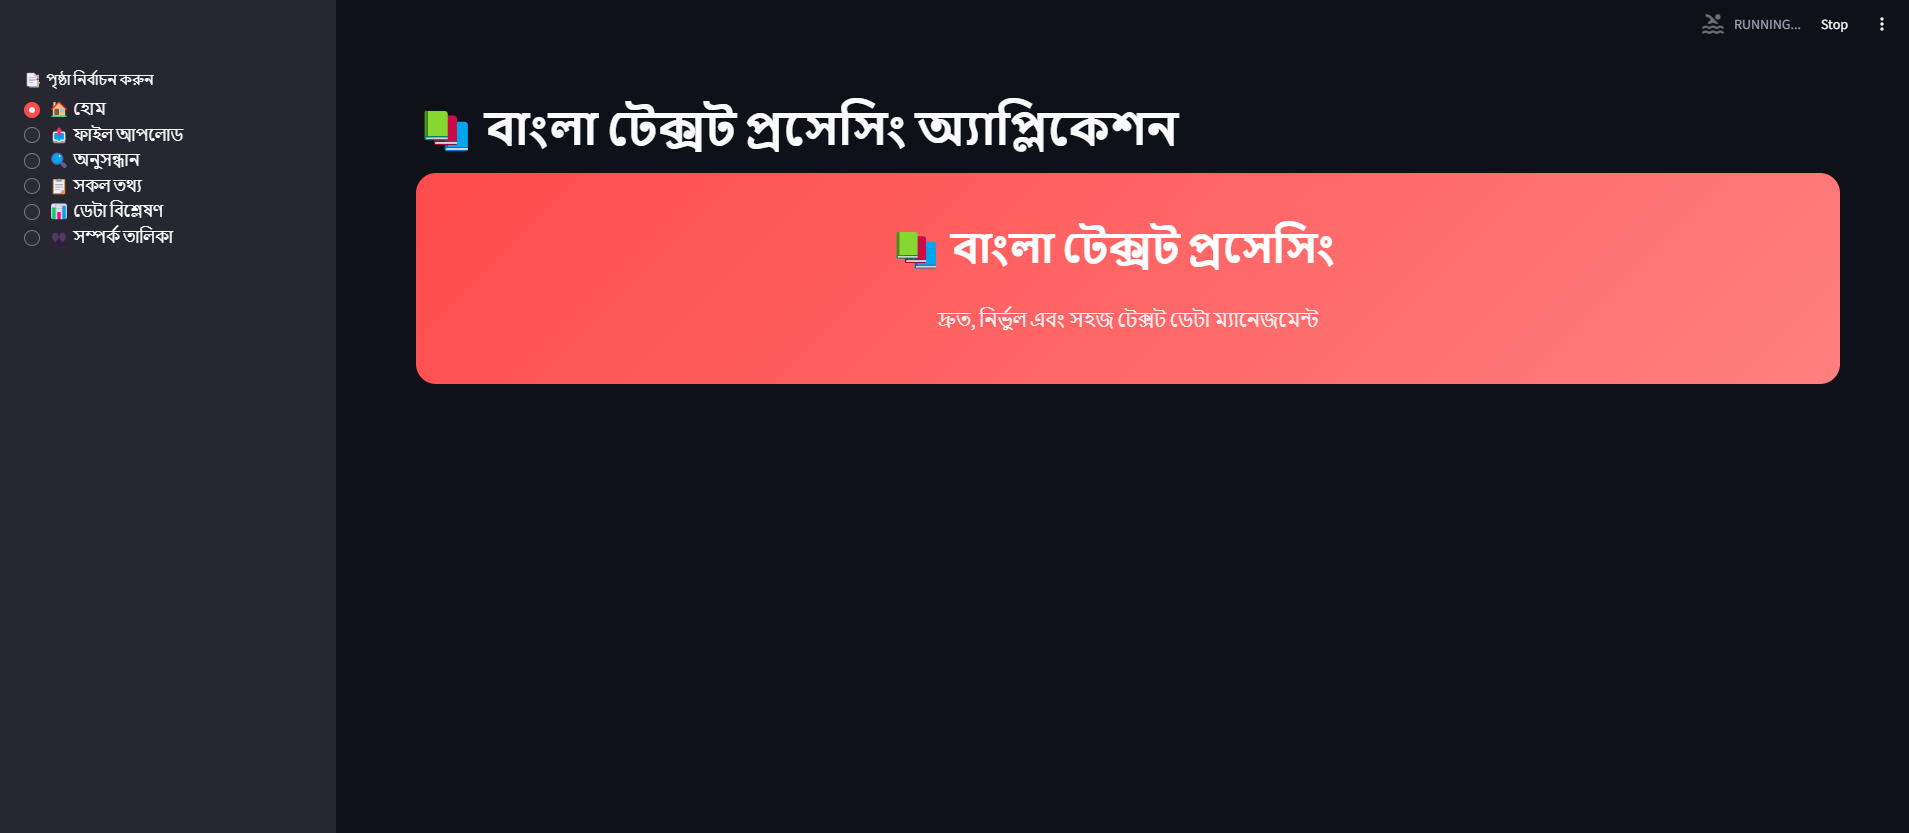 RUNNING... Stop
পৃষ্ঠা নির্বাচন করুন
হোম
ফাইল আপলোড
অনুসন্ধান
সকল তথ্য
ডেটা বিশ্লেষণ
সম্পর্ক তালিকা
বাংলা টেক্সট প্রসেসিং অ্যাপ্লিকেশন
বাংলা টেক্সট প্রসেসিং
দ্রুত, নির্ভুল এবং সহজ টেক্সট ডেটা ম্যানেজমেন্ট